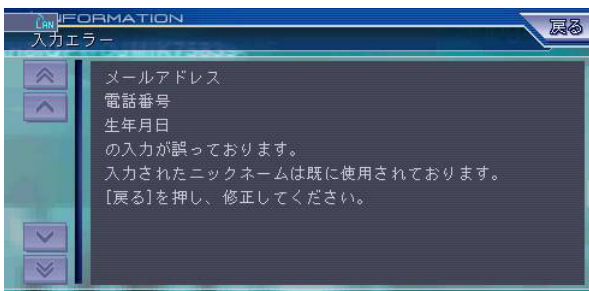 INFORMATION
LAN
戻る
入力エラー
メールアドレス
電話番号
生年月日
の入力が誤っております。
入力されたニックネームは既に使用されております。
[戻る]を押し、修正してください。